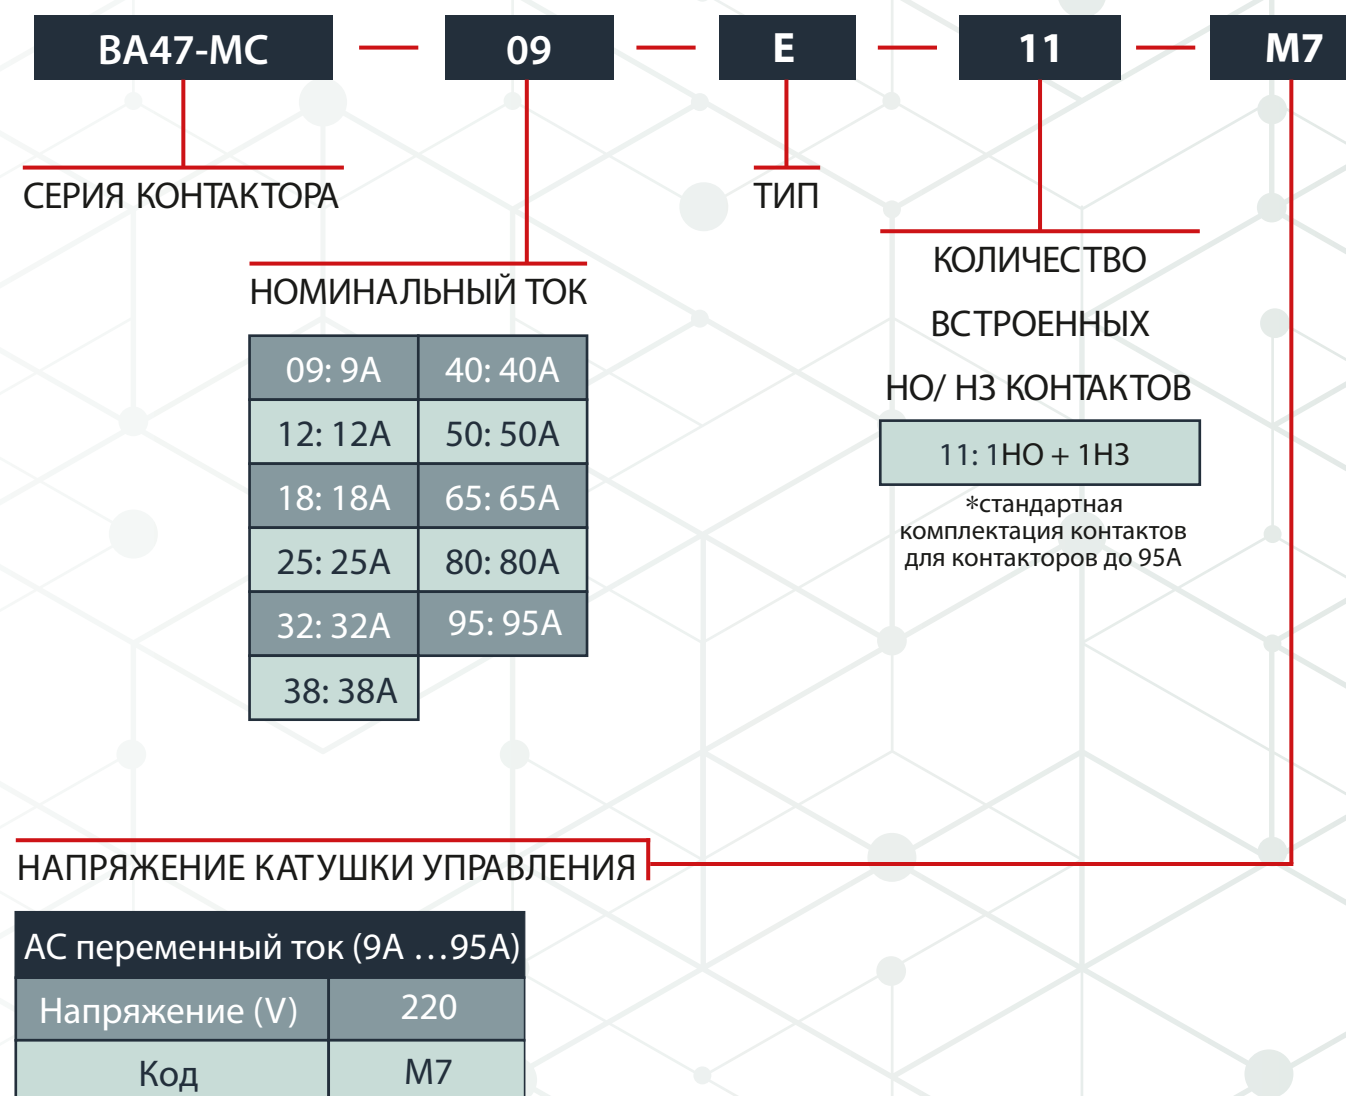 ВА47-МС — 09 — Е — 11 — М7
СЕРИЯ КОНТАКТОРА
ТИП
НОМИНАЛЬНЫЙ ТОК
09: 9А 40: 40А
12: 12А 50: 50А
18: 18А 65: 65А
25: 25А 80: 80А
32: 32А 95: 95А
38: 38А
КОЛИЧЕСТВО
ВСТРОЕННЫХ
НО/ НЗ КОНТАКТОВ
11: 1НО + 1НЗ
*стандартная
комплектация контактов
для контакторов до 95А
НАПРЯЖЕНИЕ КАТУШКИ УПРАВЛЕНИЯ
АС переменный ток (9А …95А)
Напряжение (V) 220
Код М7